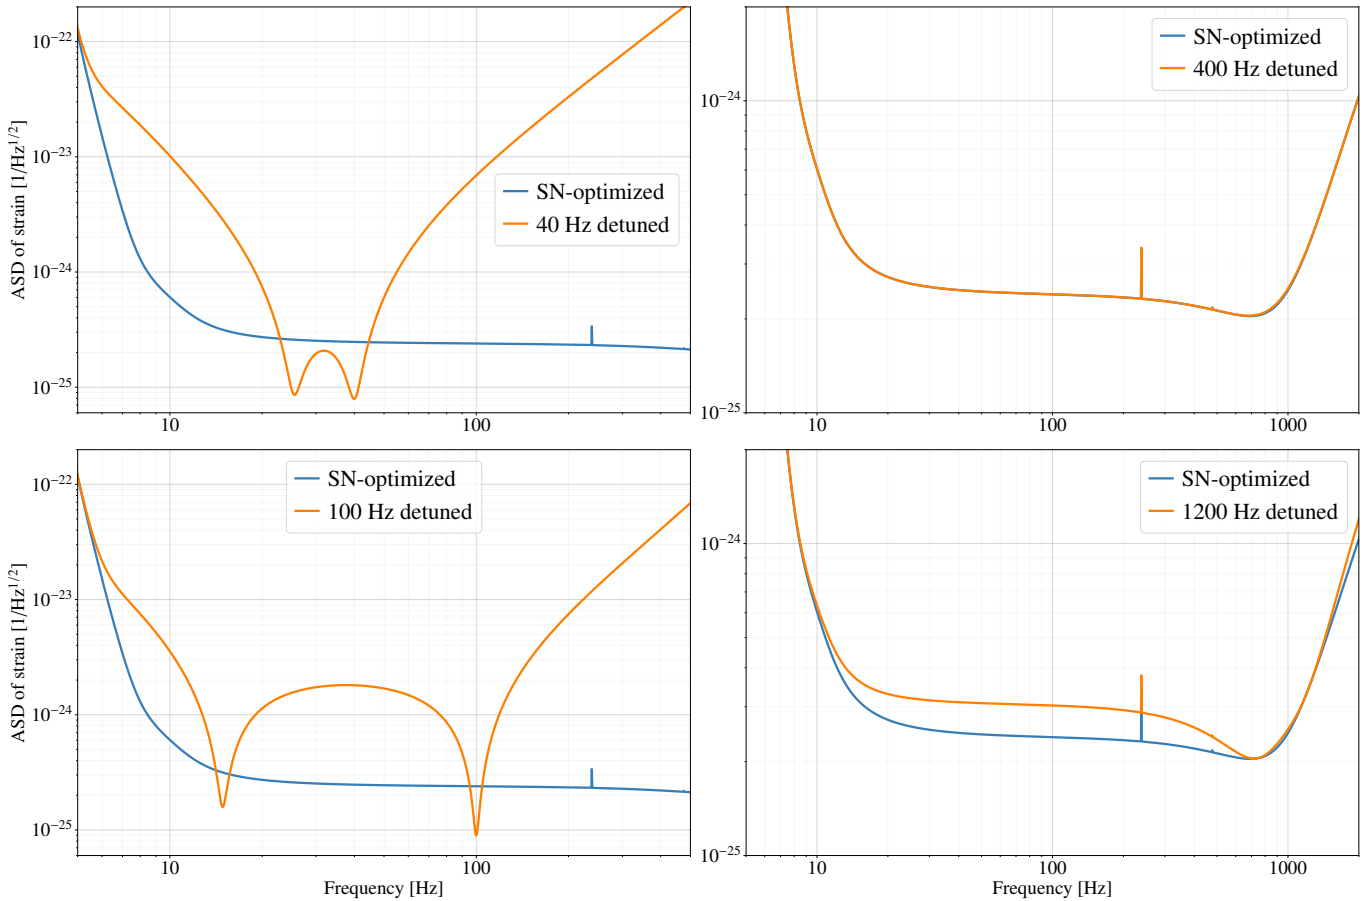 10⁻²²
10⁻²³
10⁻²⁴
10⁻²⁵
ASD of strain [1/Hz^{1/2}]
10
100
SN-optimized
40 Hz detuned
10⁻²⁴
10⁻²⁵
10
100
1000
SN-optimized
400 Hz detuned
10⁻²²
10⁻²³
10⁻²⁴
10⁻²⁵
ASD of strain [1/Hz^{1/2}]
10
100
Frequency [Hz]
SN-optimized
100 Hz detuned
10⁻²⁴
10⁻²⁵
10
100
1000
Frequency [Hz]
SN-optimized
1200 Hz detuned